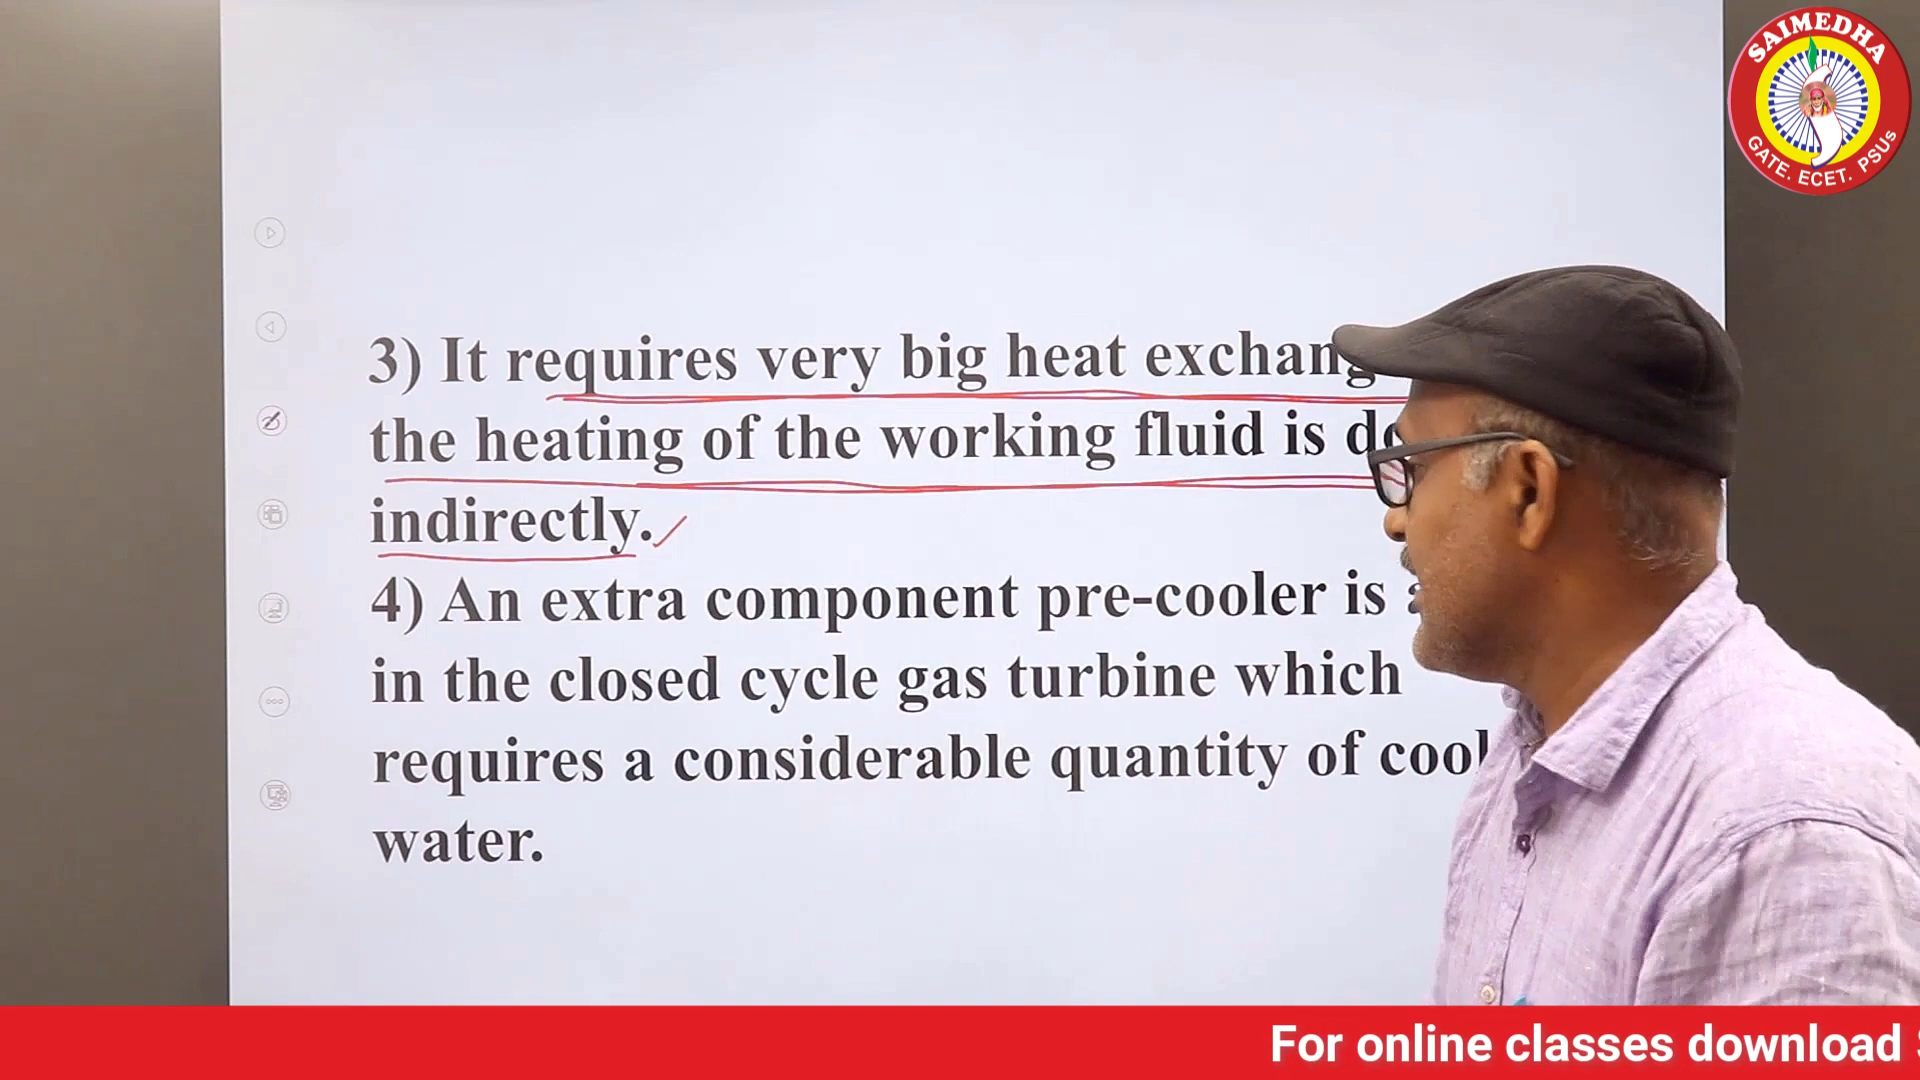 SAIMEDHA
GATE. ECET. PSUs
3) It requires very big heat
the heating of the working fluid is
indirectly.
4) An extra component pre-cooler is
in the closed cycle gas turbine which
requires a considerable quantity of
water.
For online classes download